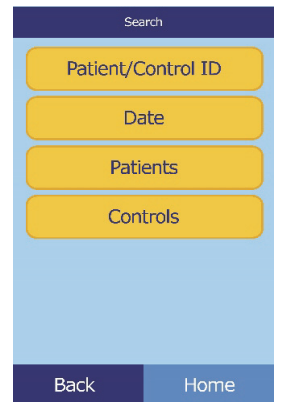 Search
Patient/Control ID
Date
Patients
Controls
Back Home